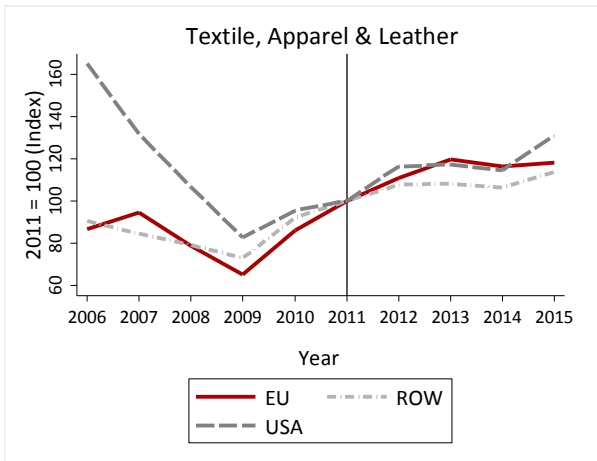 Textile, Apparel & Leather
2011 = 100 (Index)
160
140
120
100
80
60
2006 2007 2008 2009 2010 2011 2012 2013 2014 2015
Year
EU ROW
USA